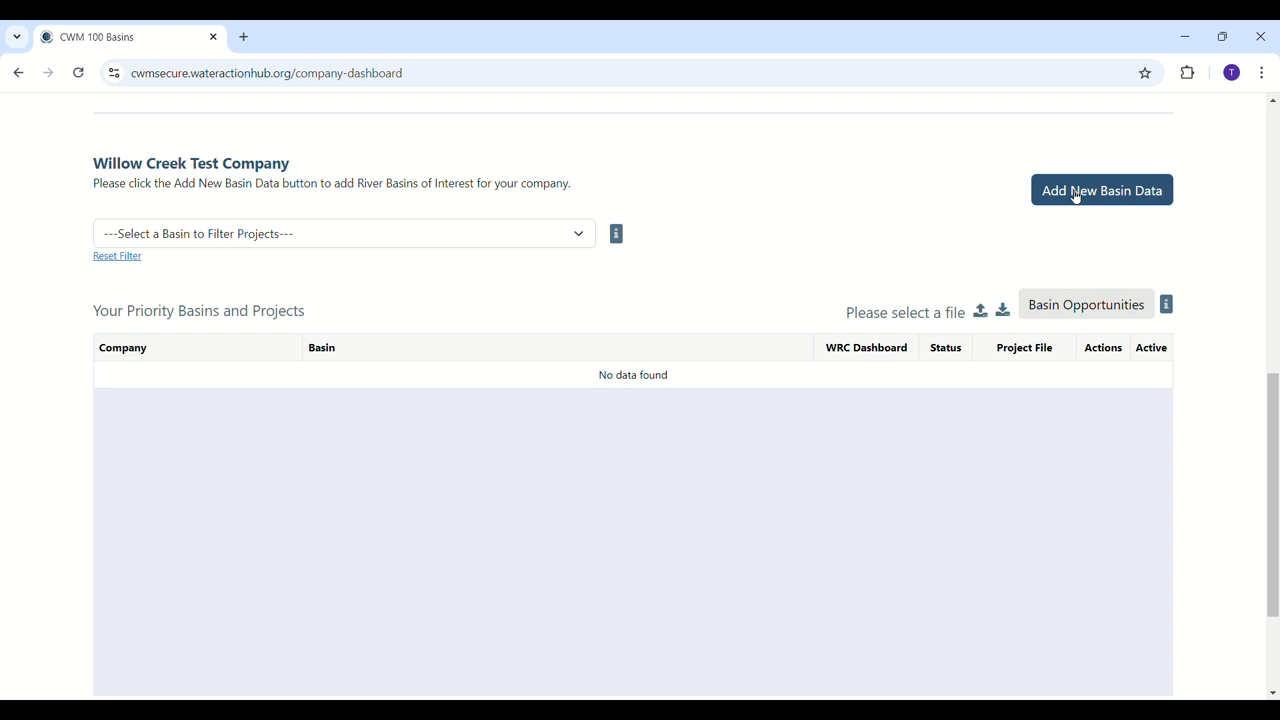 CWM 100 Basins
cwmsecure.wateractionhub.org/company-dashboard
T
Willow Creek Test Company
Please click the Add New Basin Data button to add River Basins of Interest for your company.
Add New Basin Data
---Select a Basin to Filter Projects---
i
Reset Filter
Your Priority Basins and Projects
Please select a file
Basin Opportunities
i
Company Basin WRC Dashboard Status Project File Actions Active
No data found